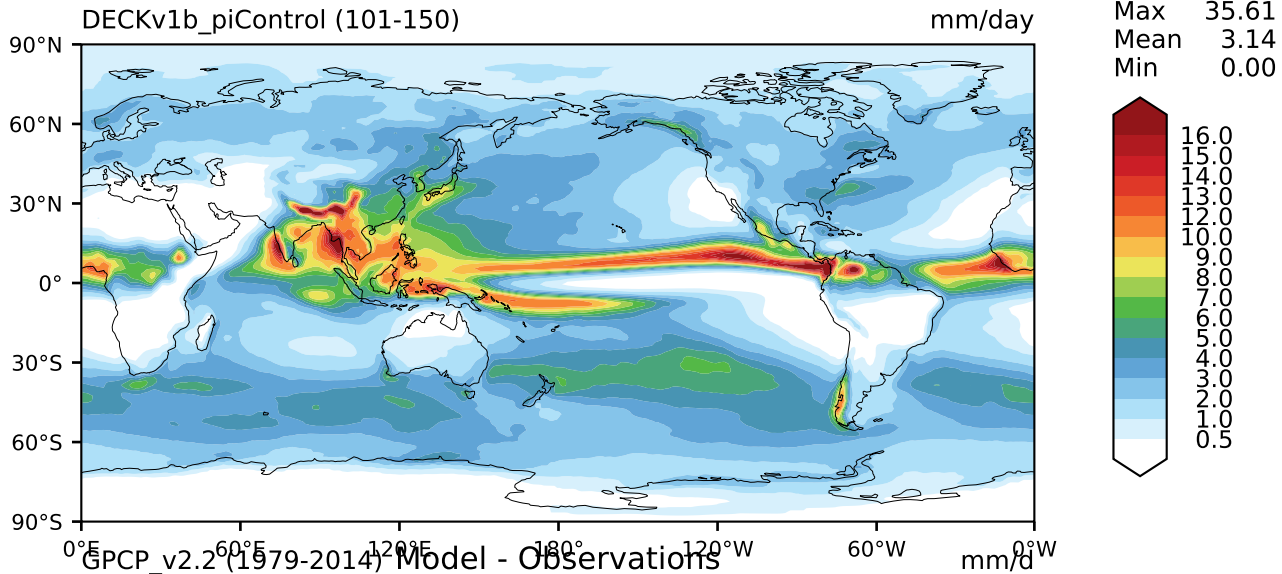 DECKv1b_piControl (101-150) mm/day
Max 35.61
Mean 3.14
Min 0.00
90°N
60°N
30°N
0°
30°S
60°S
90°S
16.0
15.0
14.0
13.0
12.0
10.0
9.0
8.0
7.0
6.0
5.0
4.0
3.0
2.0
1.0
0.5
0°E 60°E 120°E 180° 120°W 60°W 0°W
GPCP_v2.2 (1979-2014) Model - Observations mm/d